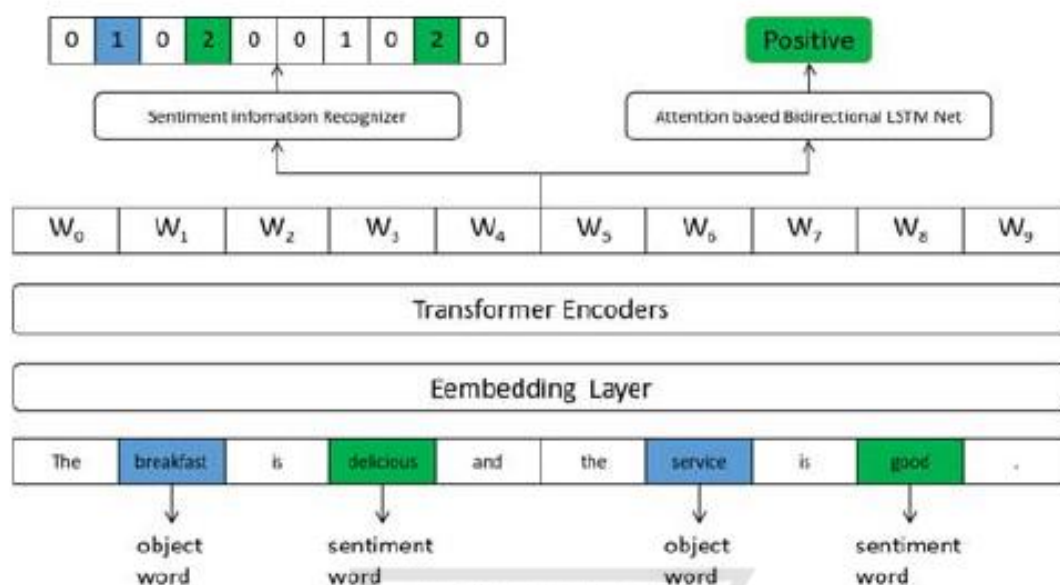 0 1 0 2 0 0 1 0 2 0
Positive
Sentiment infomation Recognizer
Attention based Bidirectional LSTM Net
W0 W1 W2 W3 W4 W5 W6 W7 W8 W9
Transformer Encoders
Eembedding Layer
The breakfast is delicious and the service is good .
object sentiment object sentiment
word word word word